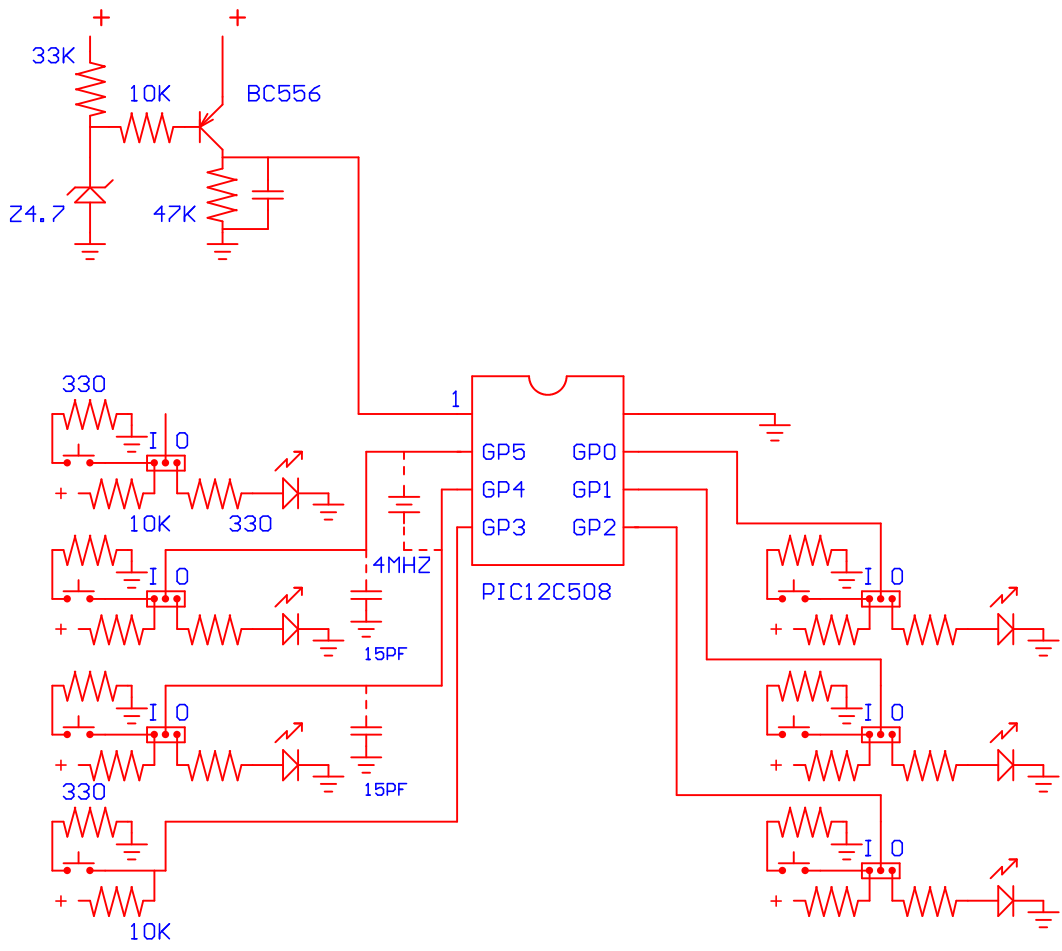 + +
33K
10K BC556
Z4.7 47K
330
1
I O
GP5 GP0
+
GP4 GP1
10K 330
GP3 GP2
4MHZ
I O I O
PIC12C508
+ +
15PF
I O I O
+ +
330 15PF
I O
+ +
10K